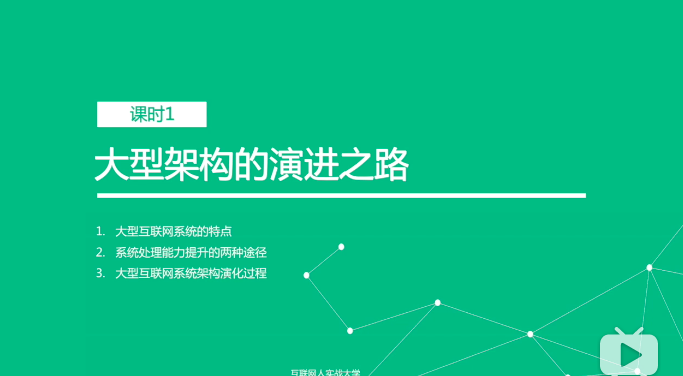 课时1
大型架构的演进之路
1. 大型互联网系统的特点
2. 系统处理能力提升的两种途径
3. 大型互联网系统架构演化过程
互联网人实战大学